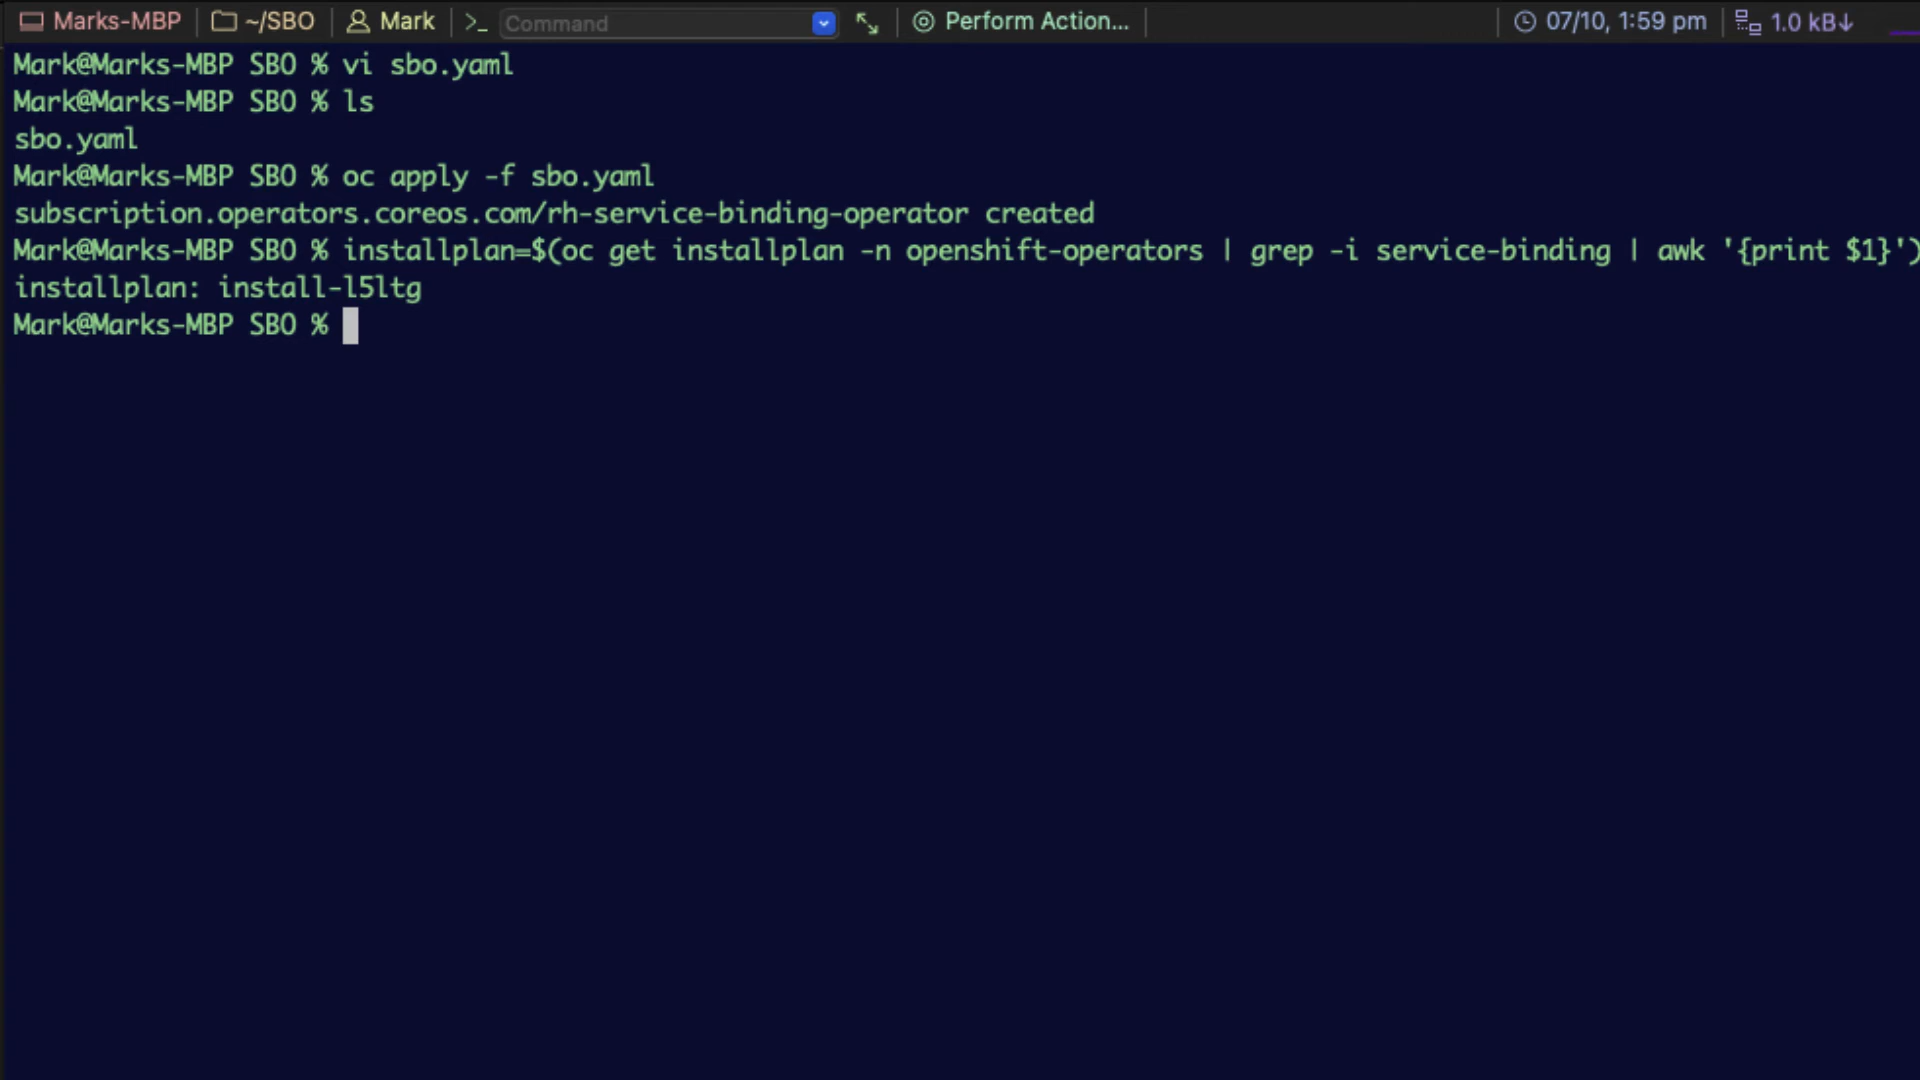 Marks-MBP ~/SBO Mark >_ Command Perform Action... 07/10, 1:59 pm 1.0 kB↓
Mark@Marks-MBP SBO % vi sbo.yaml
Mark@Marks-MBP SBO % ls
sbo.yaml
Mark@Marks-MBP SBO % oc apply -f sbo.yaml
subscription.operators.coreos.com/rh-service-binding-operator created
Mark@Marks-MBP SBO % installplan=$(oc get installplan -n openshift-operators | grep -i service-binding | awk '{print $1}')
installplan: install-l5ltg
Mark@Marks-MBP SBO %